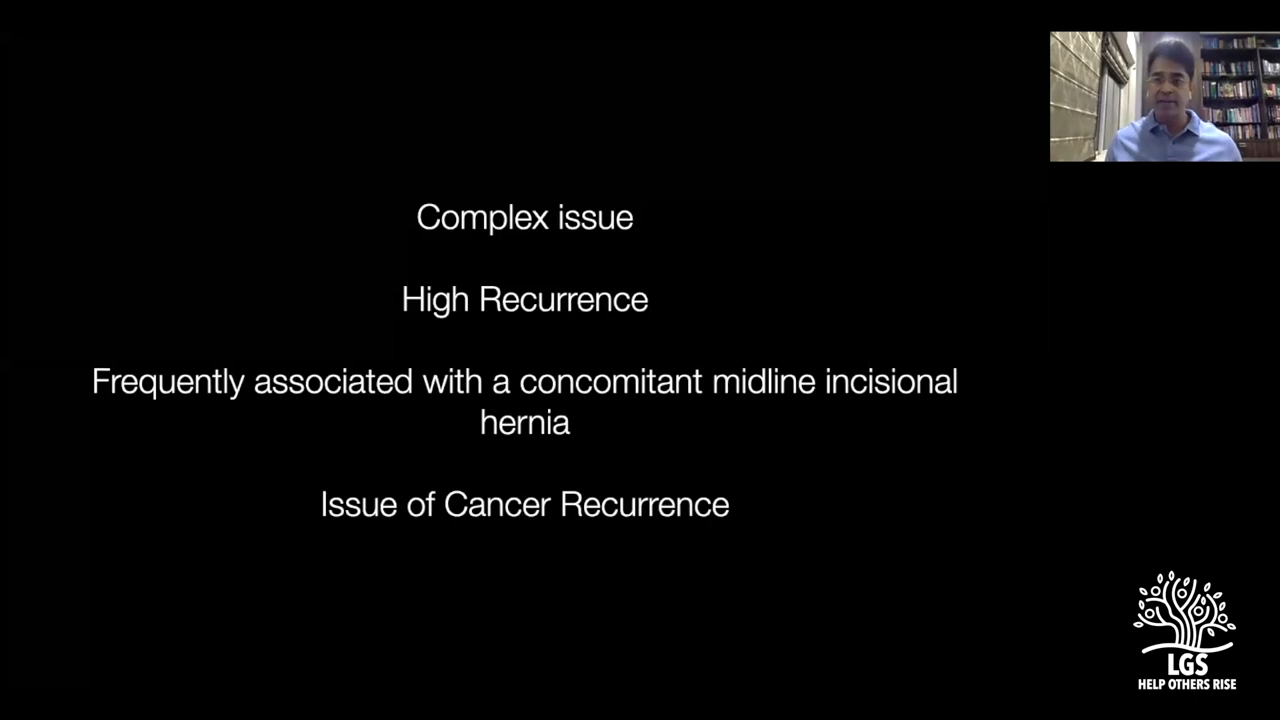 Complex issue
High Recurrence
Frequently associated with a concomitant midline incisional
hernia
Issue of Cancer Recurrence
LGS
HELP OTHERS RISE